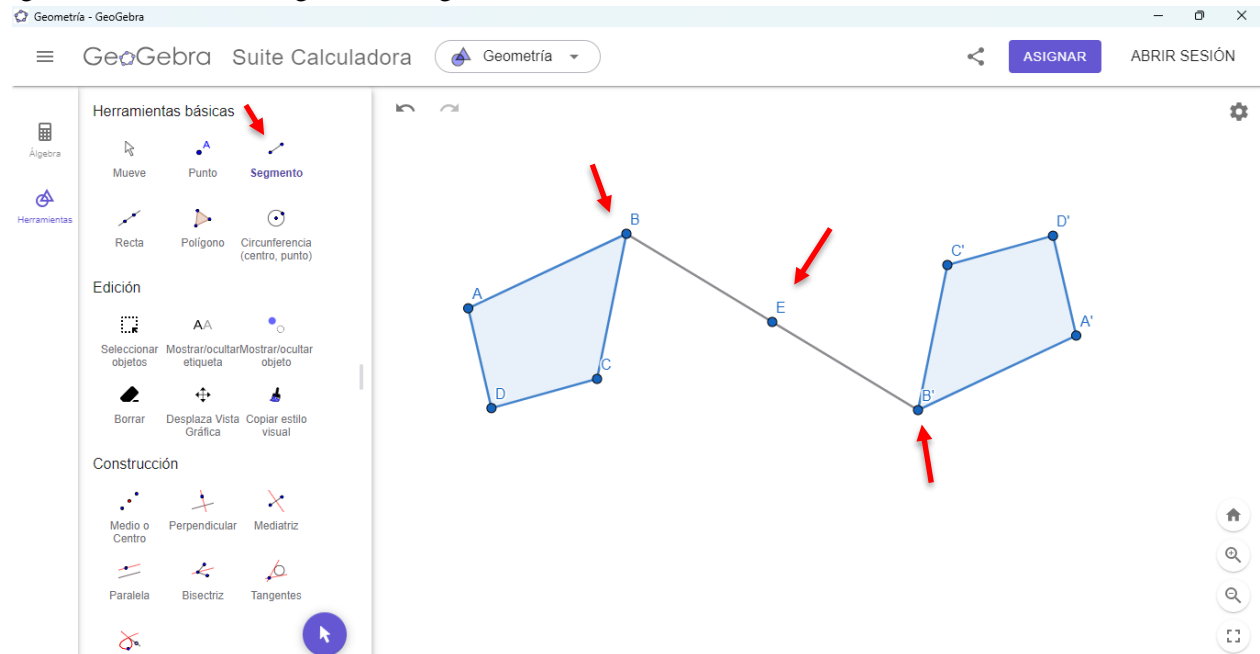 Geometría - GeoGebra
GeoGebra Suite Calculadora Geometría ASIGNAR ABRIR SESIÓN
Álgebra
Herramientas
Herramientas básicas
Mueve Punto Segmento
Recta Polígono Circunferencia
(centro, punto)
Edición
Seleccionar Mostrar/ocultar Mostrar/ocultar
objetos etiqueta objeto
Borrar Desplaza Vista Copiar estilo
Gráfica visual
Construcción
Medio o Perpendicular Mediatriz
Centro
Paralela Bisectriz Tangentes
A
AA
B
D'
C'
A
E
A'
C
D
B'